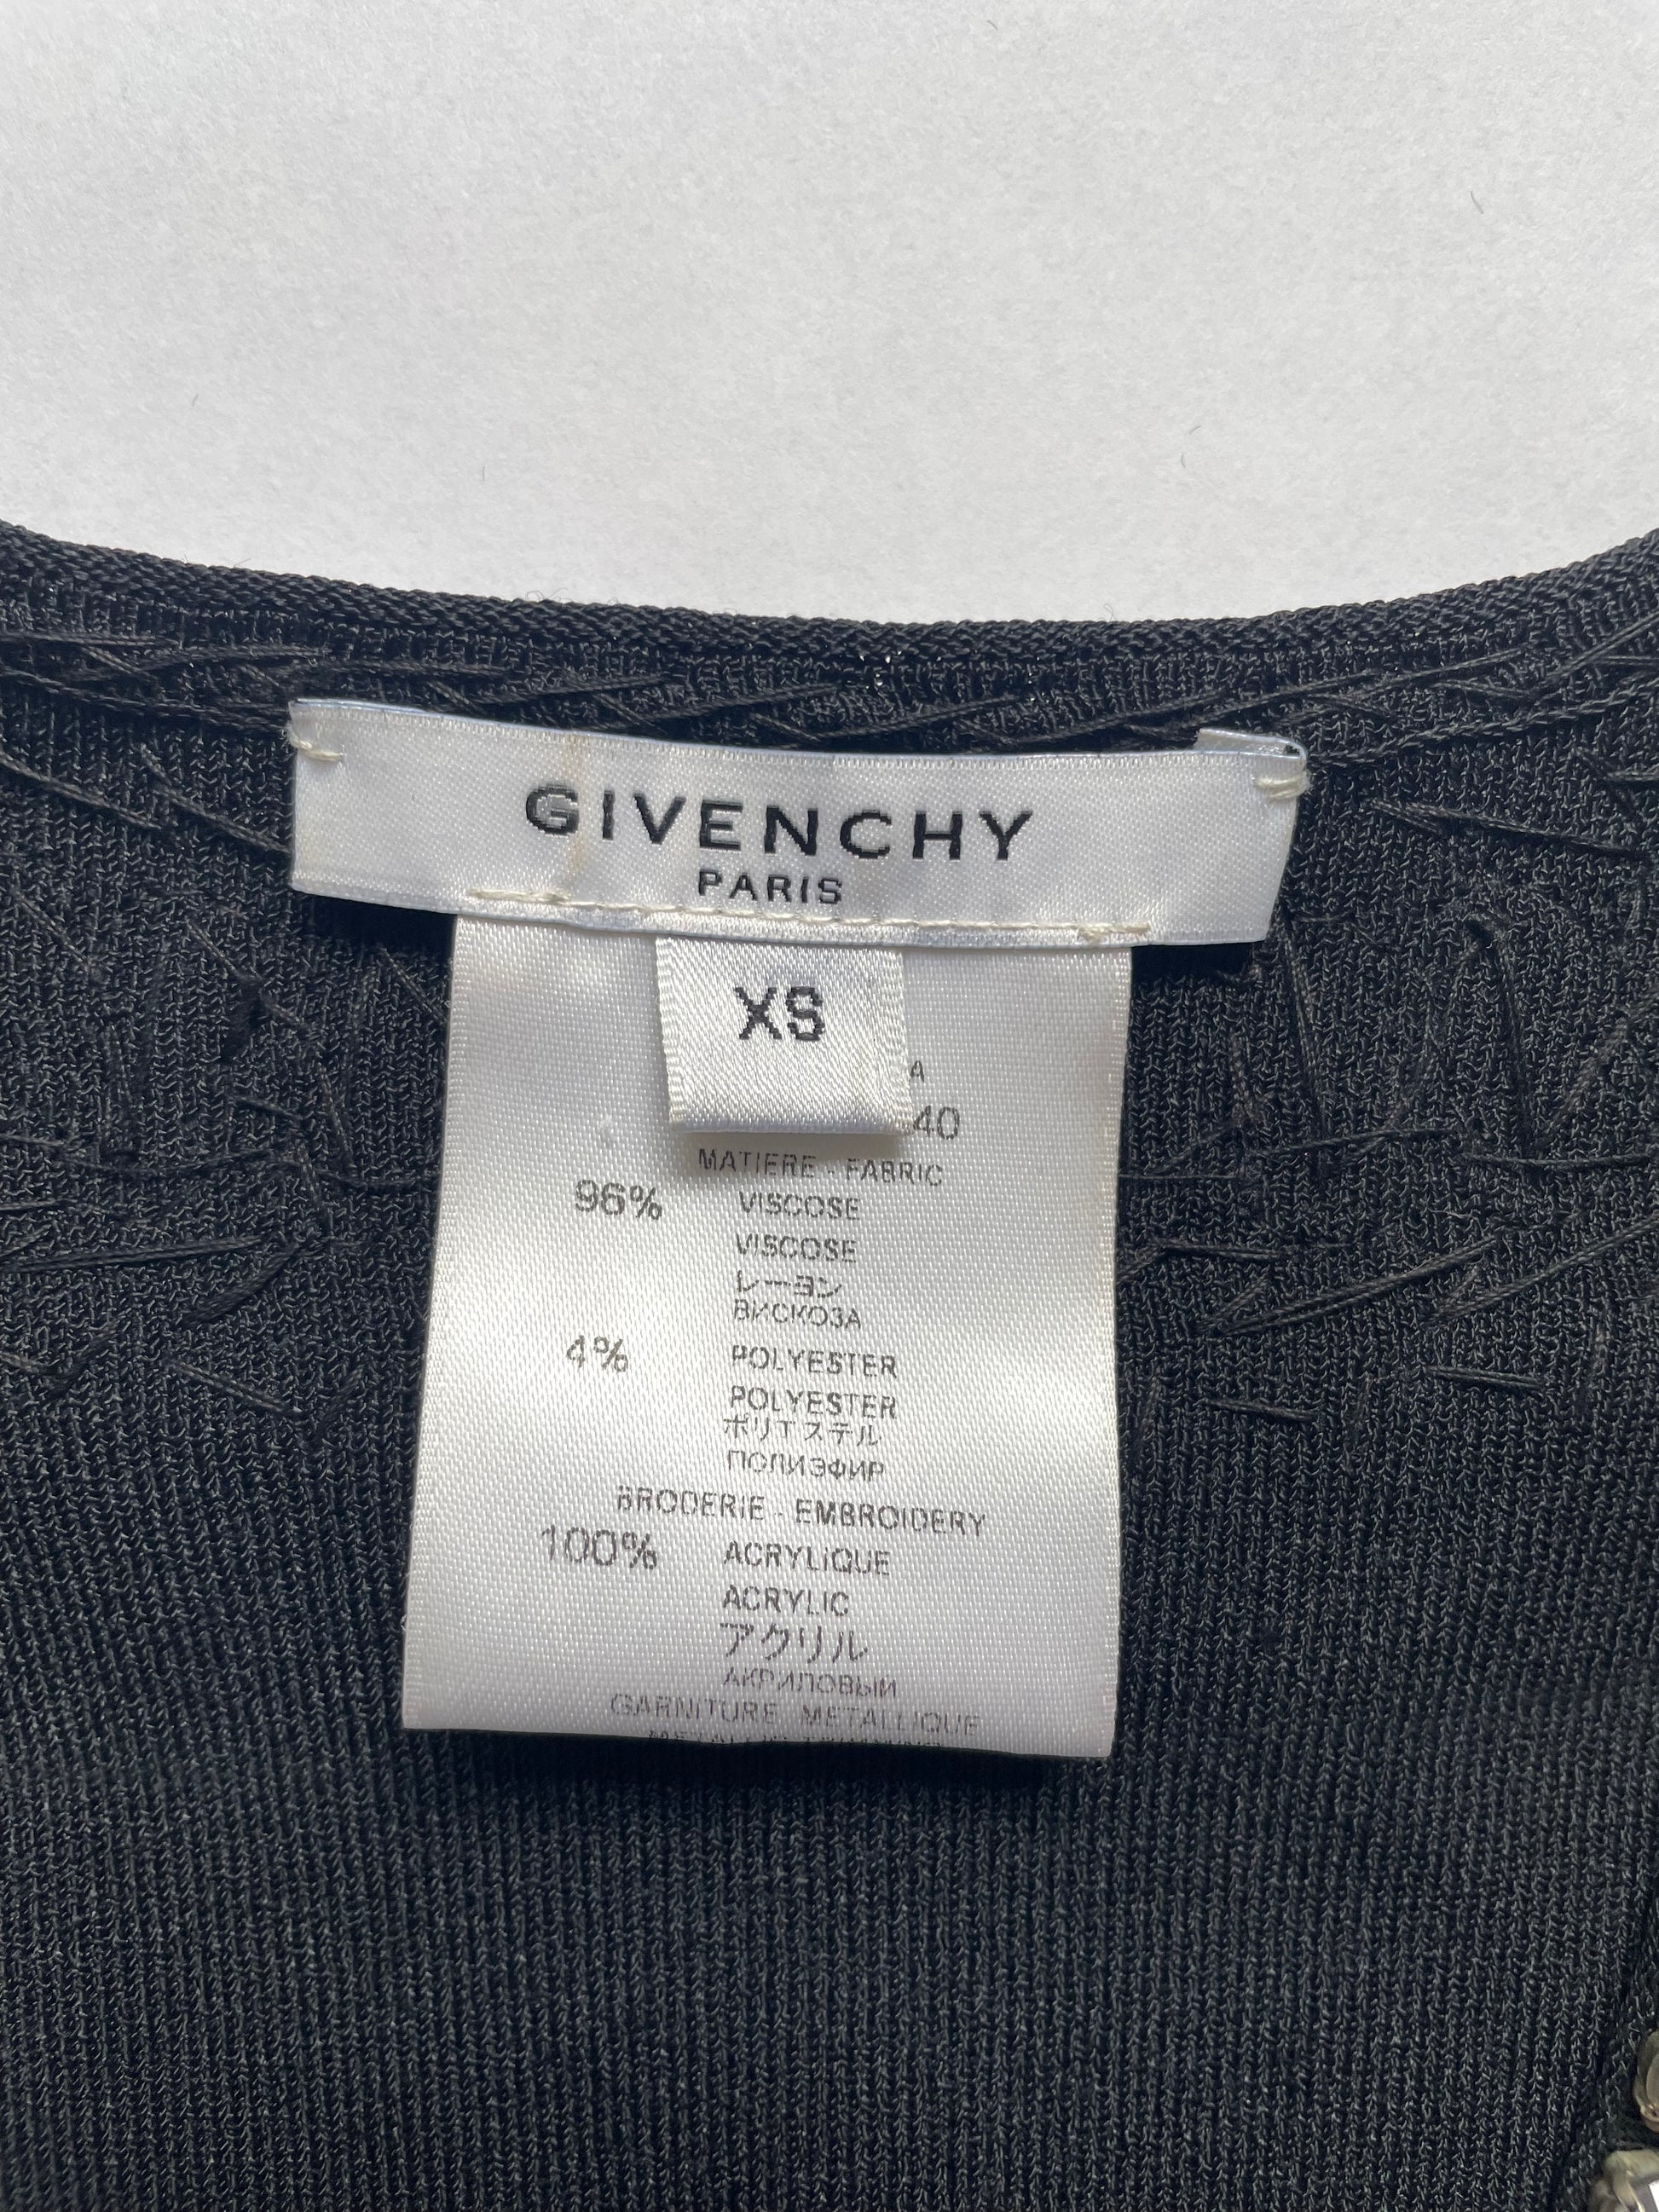 GIVENCHY
PARIS
XS
A
40
MATIERE - FABRIC
96% VISCOSE
VISCOSE
レーヨン
ВИСКОЗА
4% POLYESTER
POLYESTER
ポリエステル
ПОЛИЭФИР
BRODERIE - EMBROIDERY
100% ACRYLIQUE
ACRYLIC
アクリル
АКРИЛОВЫЙ
GARNITURE METALLIQUE